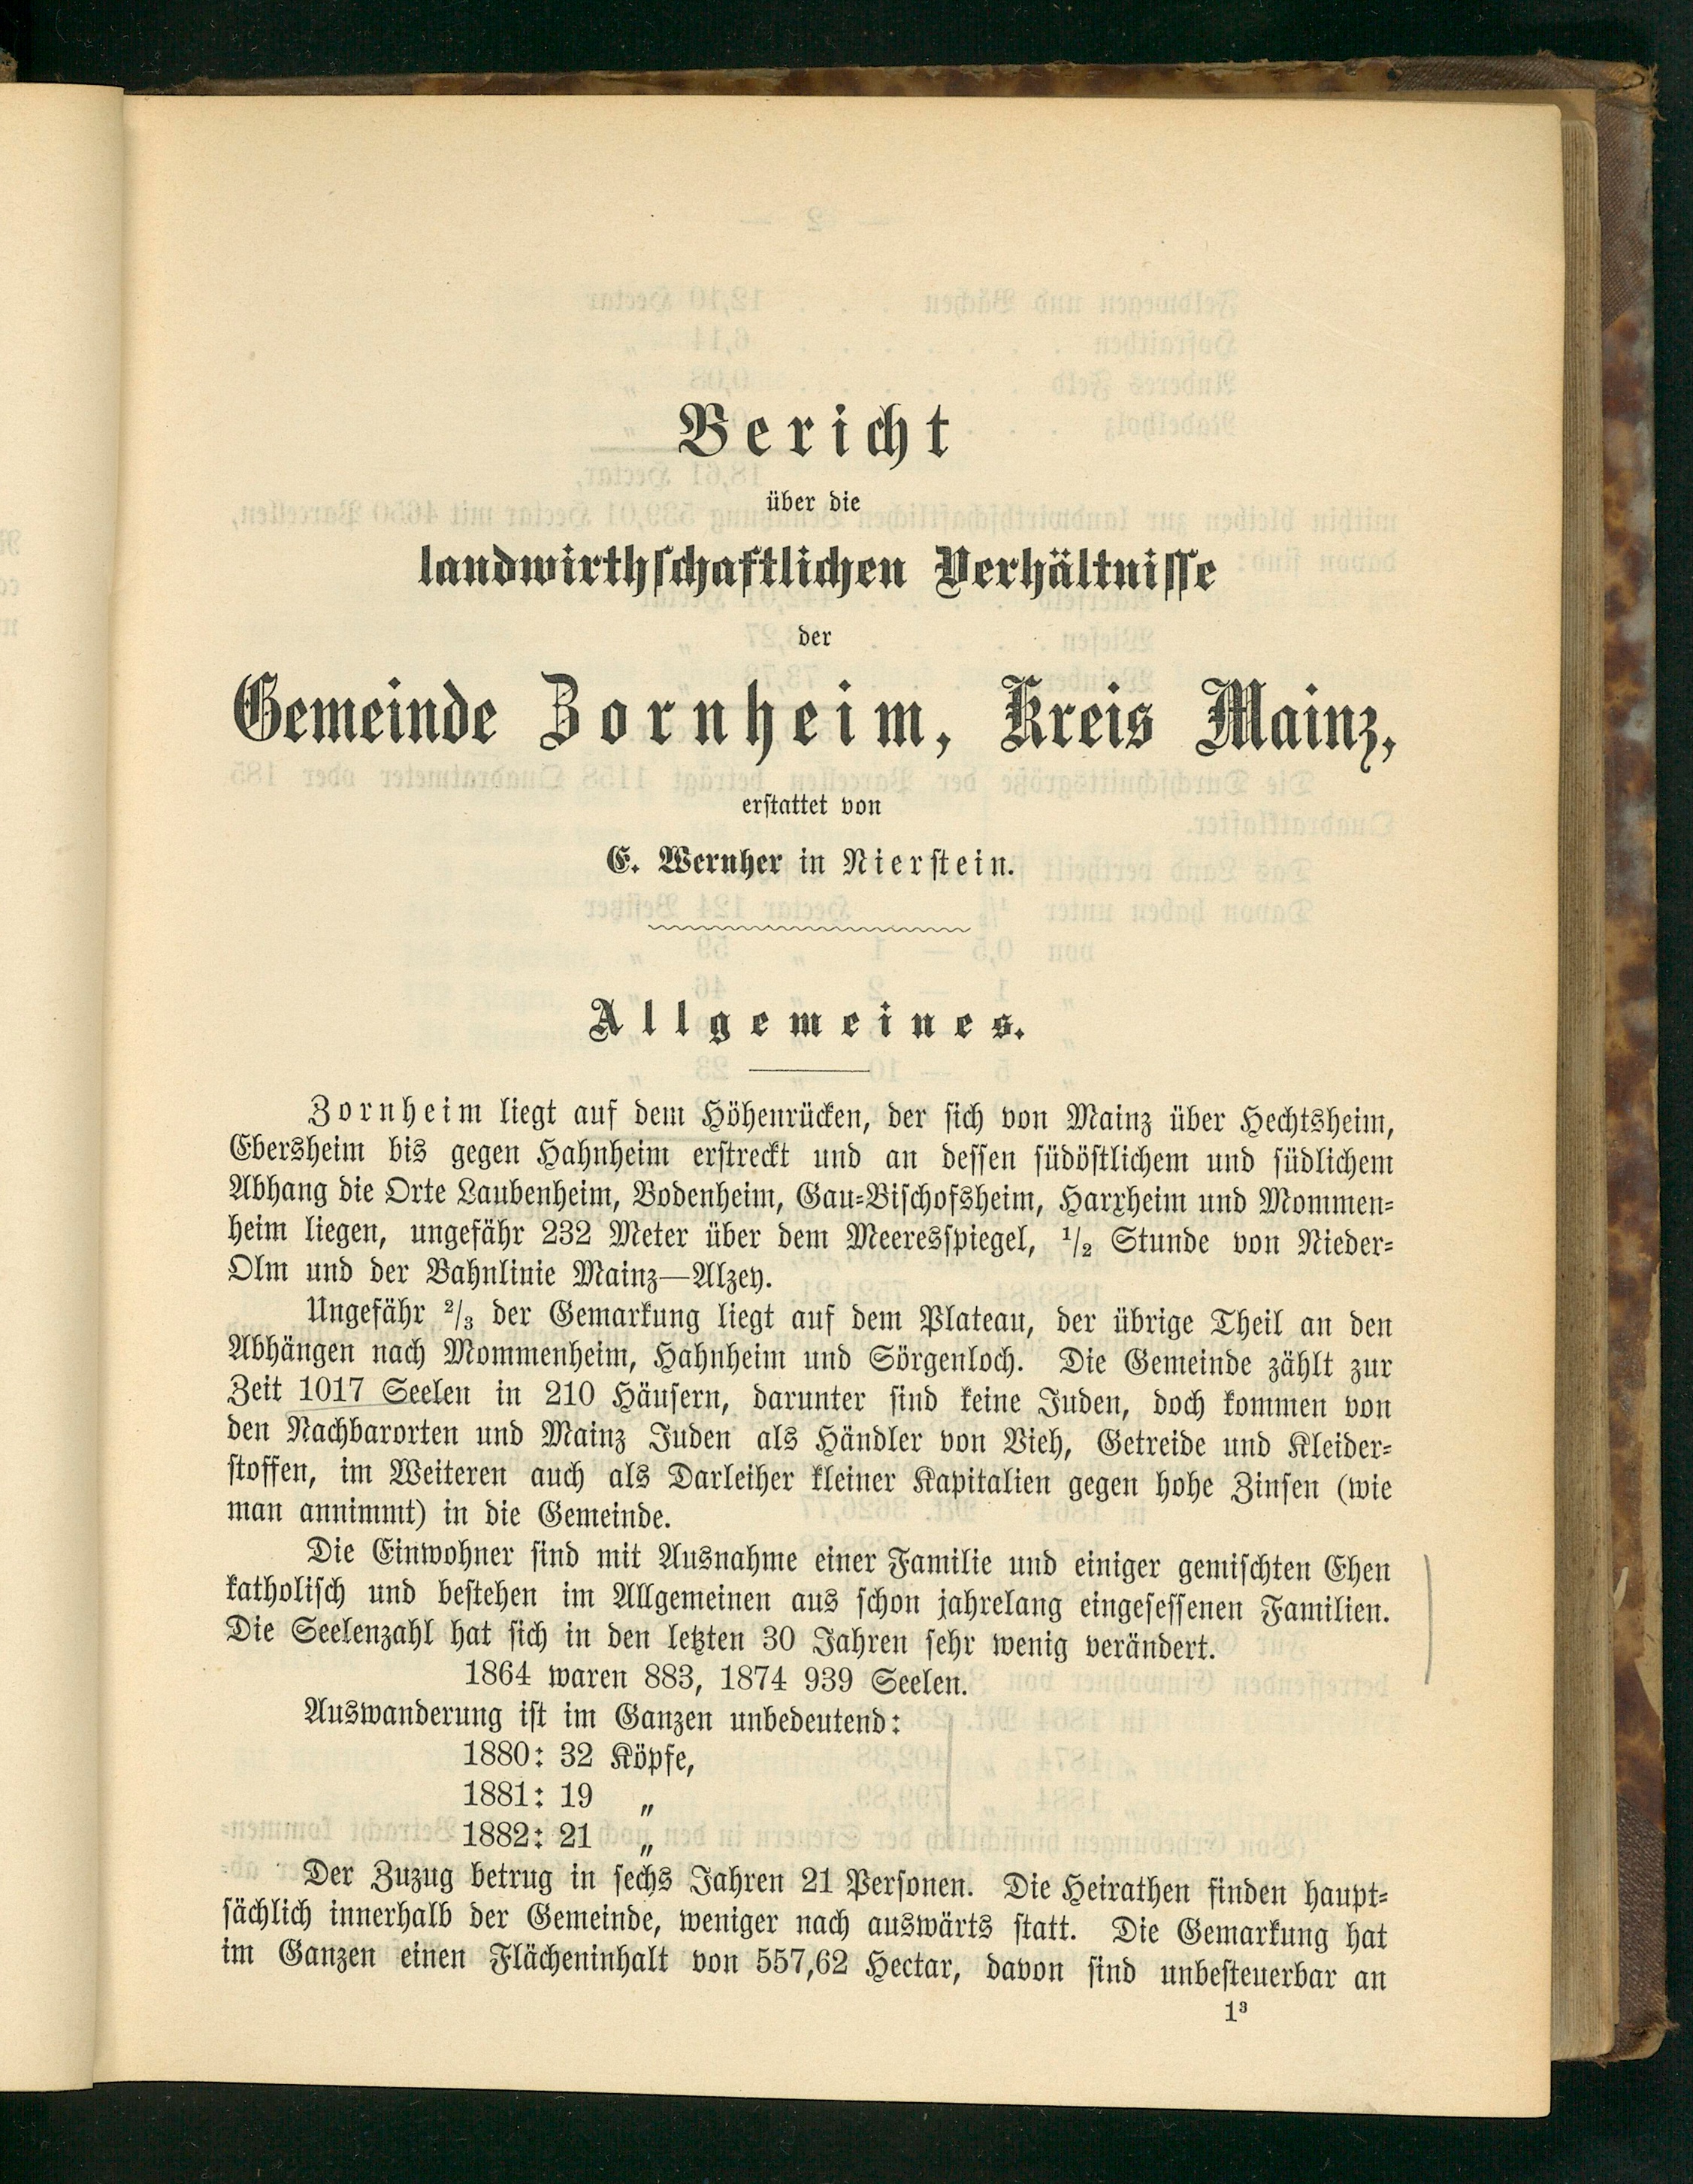 Bericht
über die
landwirthschaftlichen Verhältnisse
der
Gemeinde Zornheim, Kreis Mainz,
erstattet von
E. Wernher in Nierstein.
Allgemeines.
Zornheim liegt auf dem Höhenrücken, der sich von Mainz über Hechtsheim,
Ebersheim bis gegen Hahnheim erstreckt und an dessen südöstlichem und südlichem
Abhang die Orte Laubenheim, Bodenheim, Gau-Bischofsheim, Harxheim und Mommen-
heim liegen, ungefähr 232 Meter über dem Meeresspiegel, 1/2 Stunde von Nieder-
Olm und der Bahnlinie Mainz—Alzey.
Ungefähr 2/3 der Gemarkung liegt auf dem Plateau, der übrige Theil an den
Abhängen nach Mommenheim, Hahnheim und Sörgenloch. Die Gemeinde zählt zur
Zeit 1017 Seelen in 210 Häusern, darunter sind keine Juden, doch kommen von
den Nachbarorten und Mainz Juden als Händler von Vieh, Getreide und Kleider-
stoffen, im Weiteren auch als Darleiher kleiner Kapitalien gegen hohe Zinsen (wie
man annimmt) in die Gemeinde.
Die Einwohner sind mit Ausnahme einer Familie und einiger gemischten Ehen
katholisch und bestehen im Allgemeinen aus schon jahrelang eingesessenen Familien.
Die Seelenzahl hat sich in den letzten 30 Jahren sehr wenig verändert.
1864 waren 883, 1874 939 Seelen.
Auswanderung ist im Ganzen unbedeutend:
1880: 32 Köpfe,
1881: 19 „
1882: 21 „
Der Zuzug betrug in sechs Jahren 21 Personen. Die Heirathen finden haupt-
sächlich innerhalb der Gemeinde, weniger nach auswärts statt. Die Gemarkung hat
im Ganzen einen Flächeninhalt von 557,62 Hectar, davon sind unbesteuerbar an
1³